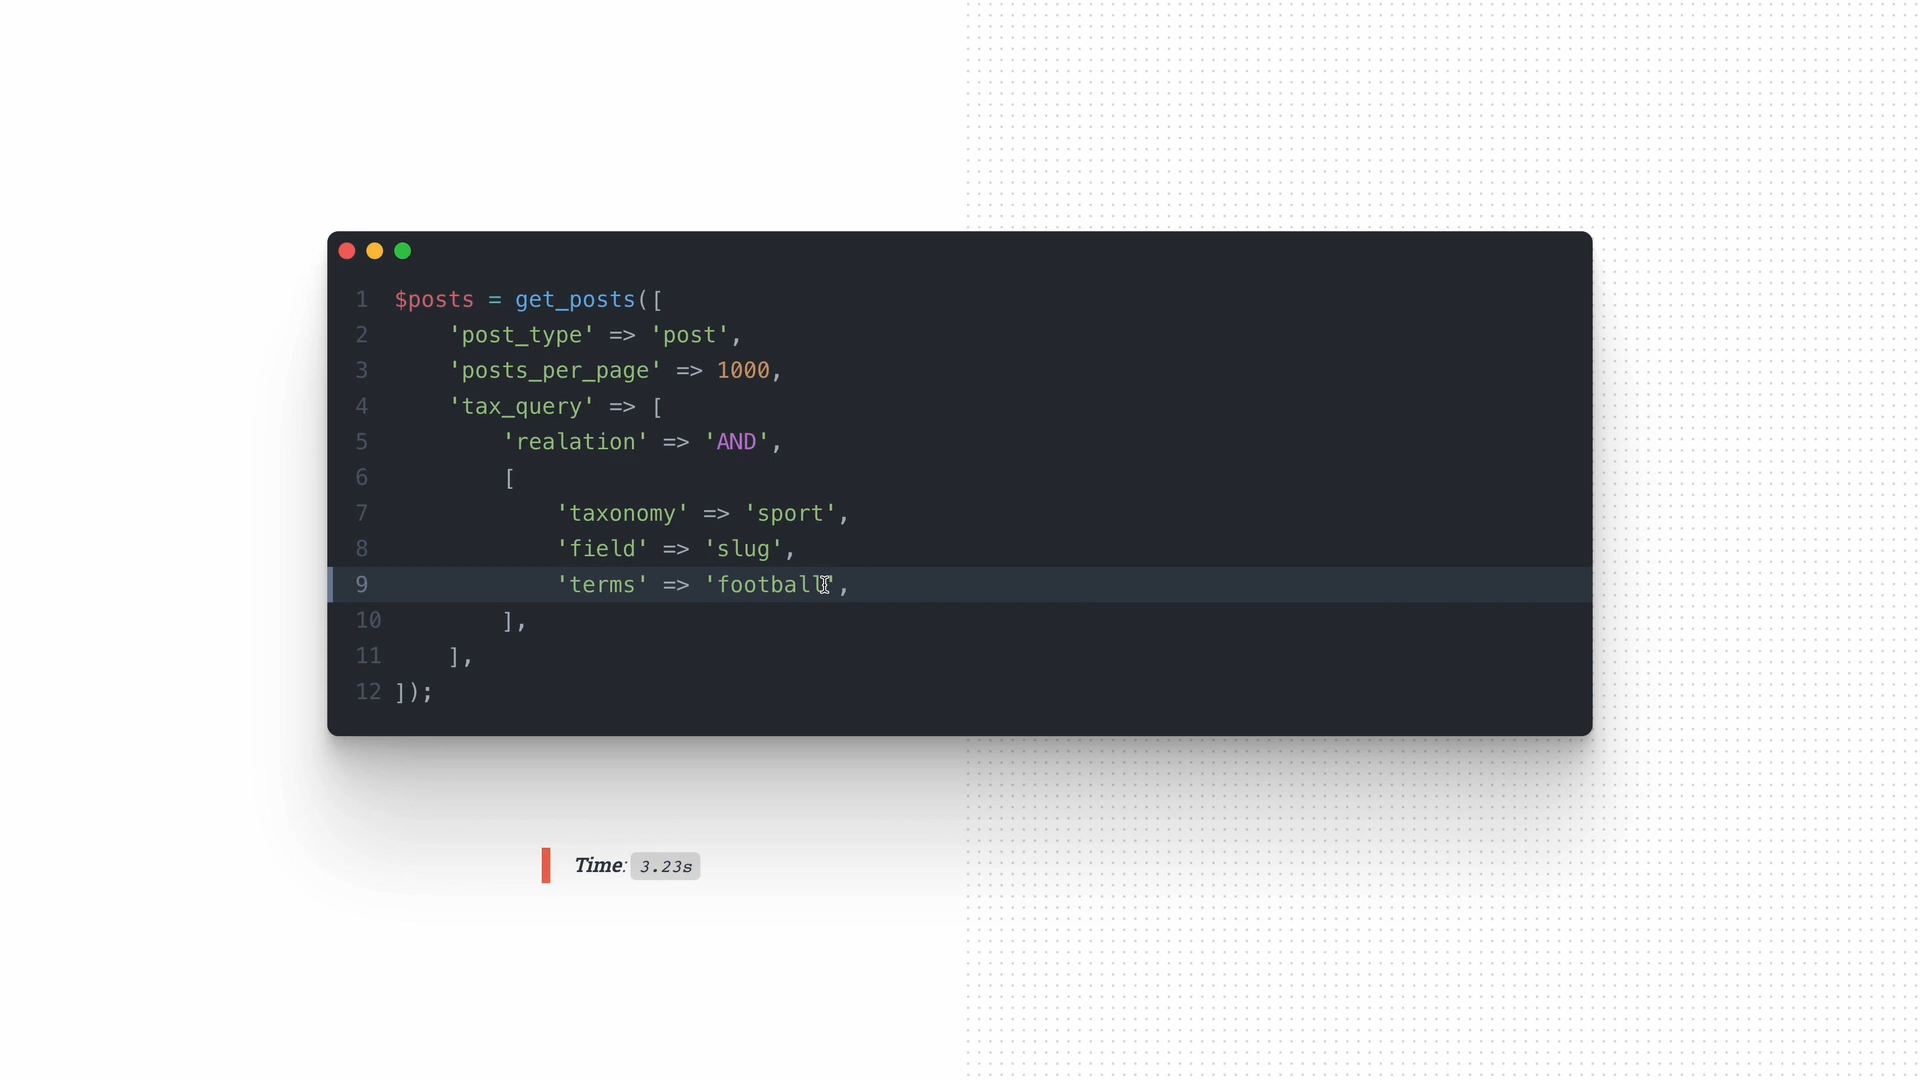 1 $posts = get_posts([
2     'post_type' => 'post',
3     'posts_per_page' => 1000,
4     'tax_query' => [
5         'realation' => 'AND',
6         [
7             'taxonomy' => 'sport',
8             'field' => 'slug',
9             'terms' => 'football',
10         ],
11     ],
12 ]);
Time: 3.23s